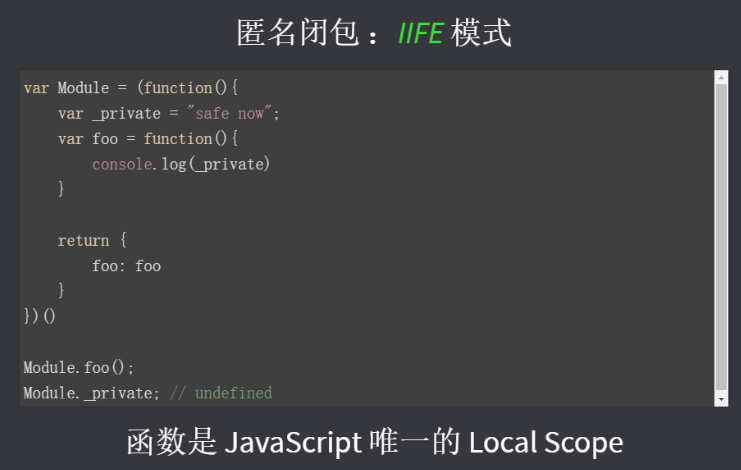 匿名闭包：IIFE 模式
var Module = (function(){
    var _private = "safe now";
    var foo = function(){
        console.log(_private)
    }

    return {
        foo: foo
    }
})()

Module.foo();
Module._private; // undefined
函数是 JavaScript 唯一的 Local Scope